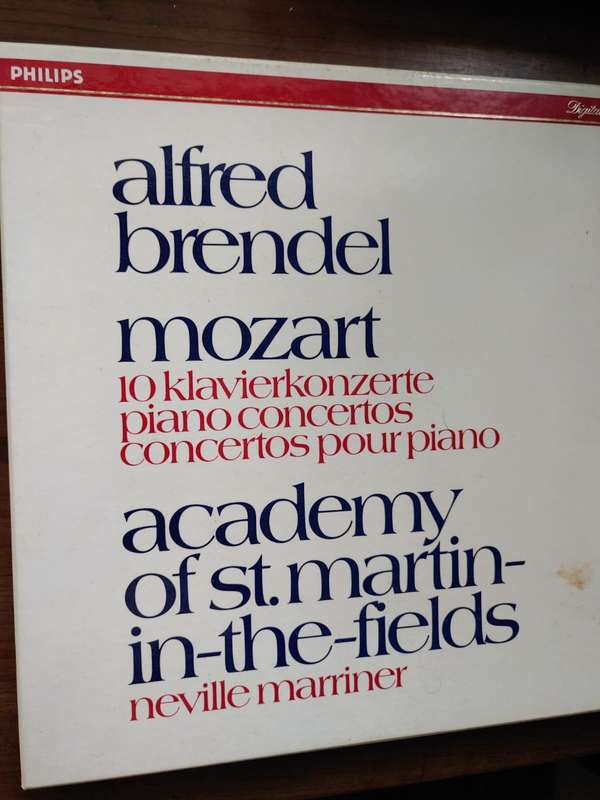 PHILIPS
Digital
alfred
brendel
mozart
10 klavierkonzerte
piano concertos
concertos pour piano
academy
of st. martin-
in-the-fields
neville marriner